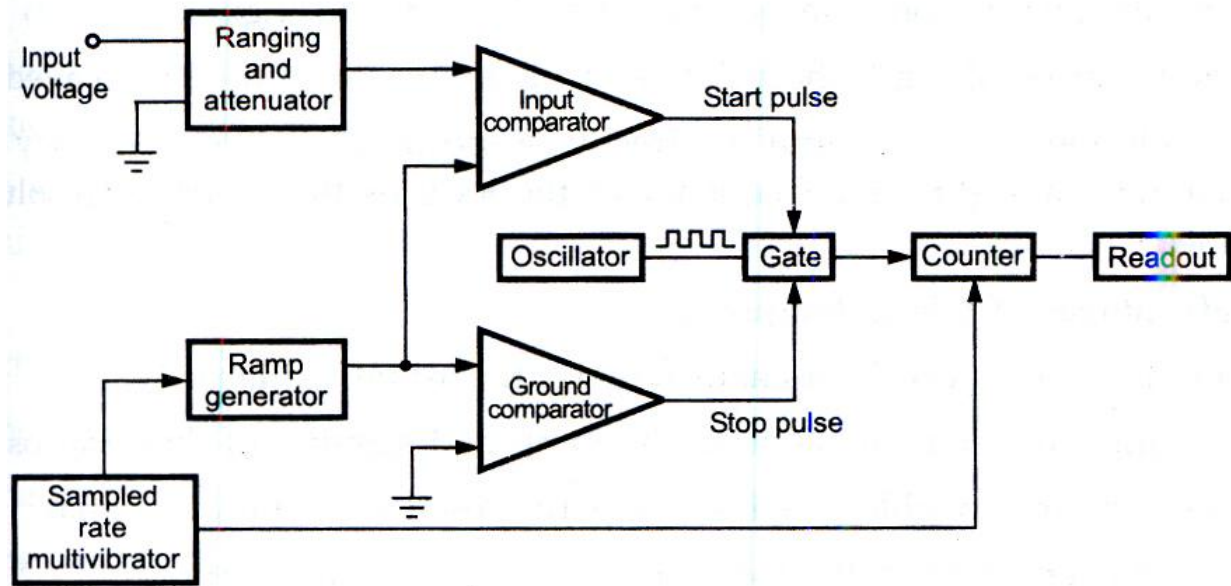 Input
voltage
Ranging
and
attenuator
Input
comparator
Start pulse
Oscillator
Gate
Counter
Readout
Ramp
generator
Ground
comparator
Stop pulse
Sampled
rate
multivibrator